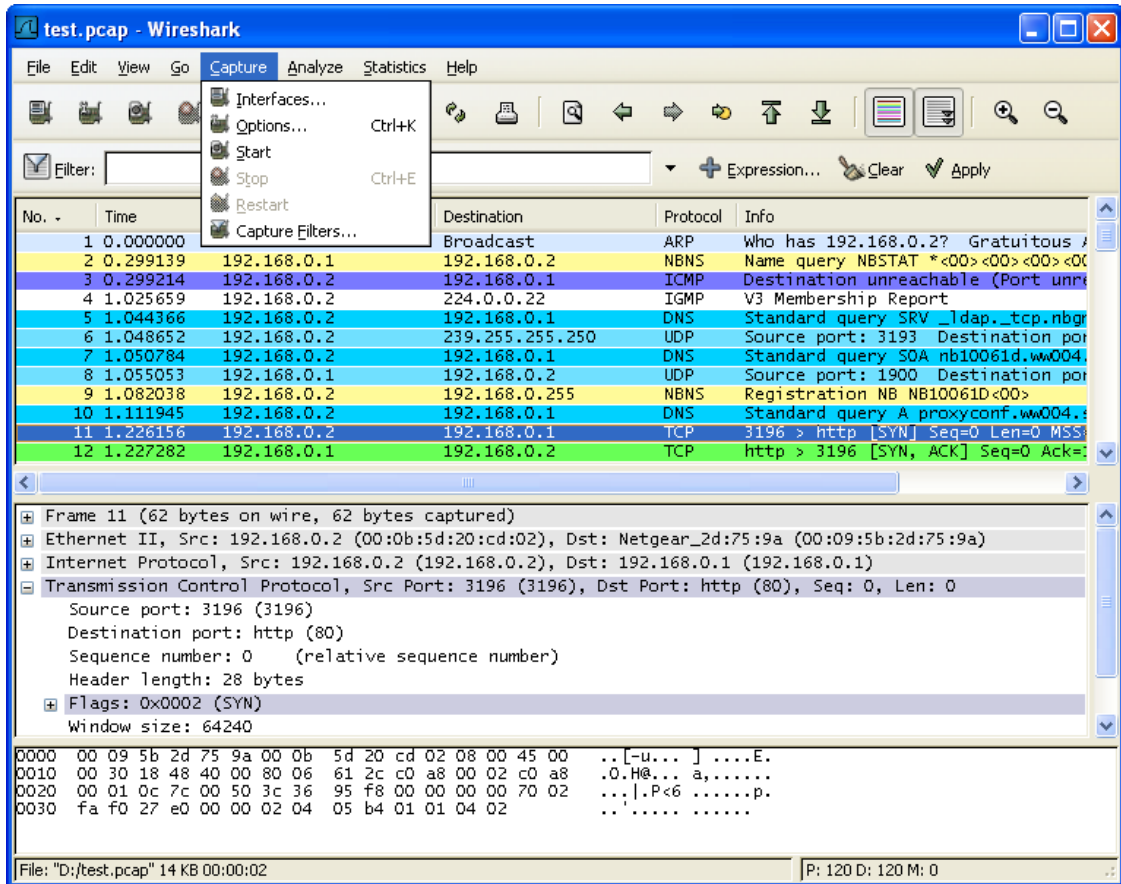 test.pcap - Wireshark
File Edit View Go Capture Analyze Statistics Help
Interfaces...
Options... Ctrl+K
Start
Stop Ctrl+E
Restart
Capture Filters...
Filter: Expression... Clear Apply
No. Time Destination Protocol Info
1 0.000000 Broadcast ARP Who has 192.168.0.2? Gratuitous A
2 0.299139 192.168.0.1 192.168.0.2 NBNS Name query NBSTAT *<00><00><00><00
3 0.299214 192.168.0.2 192.168.0.1 ICMP Destination unreachable (Port unre
4 1.025659 192.168.0.2 224.0.0.22 IGMP V3 Membership Report
5 1.044366 192.168.0.2 192.168.0.1 DNS Standard query SRV _ldap._tcp.nbgm
6 1.048652 192.168.0.2 239.255.255.250 UDP Source port: 3193 Destination por
7 1.050784 192.168.0.2 192.168.0.1 DNS Standard query SOA nb10061d.ww004.
8 1.055053 192.168.0.1 192.168.0.2 UDP Source port: 1900 Destination por
9 1.082038 192.168.0.2 192.168.0.255 NBNS Registration NB NB10061D<00>
10 1.111945 192.168.0.2 192.168.0.1 DNS Standard query A proxyconf.ww004.s
11 1.226156 192.168.0.2 192.168.0.1 TCP 3196 > http [SYN] Seq=0 Len=0 MSS=
12 1.227282 192.168.0.1 192.168.0.2 TCP http > 3196 [SYN, ACK] Seq=0 Ack=1
Frame 11 (62 bytes on wire, 62 bytes captured)
Ethernet II, Src: 192.168.0.2 (00:0b:5d:20:cd:02), Dst: Netgear_2d:75:9a (00:09:5b:2d:75:9a)
Internet Protocol, Src: 192.168.0.2 (192.168.0.2), Dst: 192.168.0.1 (192.168.0.1)
Transmission Control Protocol, Src Port: 3196 (3196), Dst Port: http (80), Seq: 0, Len: 0
Source port: 3196 (3196)
Destination port: http (80)
Sequence number: 0 (relative sequence number)
Header length: 28 bytes
Flags: 0x0002 (SYN)
Window size: 64240
0000 00 09 5b 2d 75 9a 00 0b 5d 20 cd 02 08 00 45 00 ..[-u... ] ....E.
0010 00 30 18 48 40 00 80 06 61 2c c0 a8 00 02 c0 a8 .0.H@... a,......
0020 00 01 0c 7c 00 50 3c 36 95 f8 00 00 00 00 70 02 ...|.P<6 ......p.
0030 fa f0 27 e0 00 00 02 04 05 b4 01 01 04 02 ..'..... ......
File: "D:/test.pcap" 14 KB 00:00:02 P: 120 D: 120 M: 0